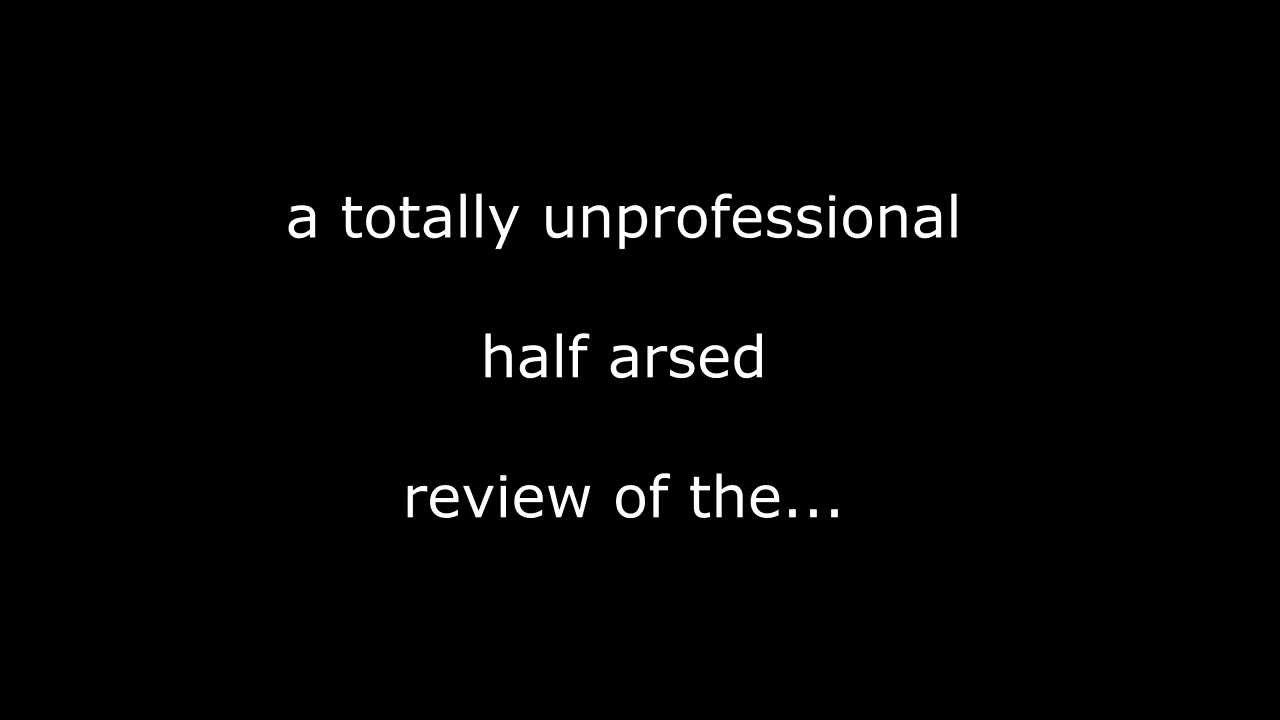 a totally unprofessional
half arsed
review of the...